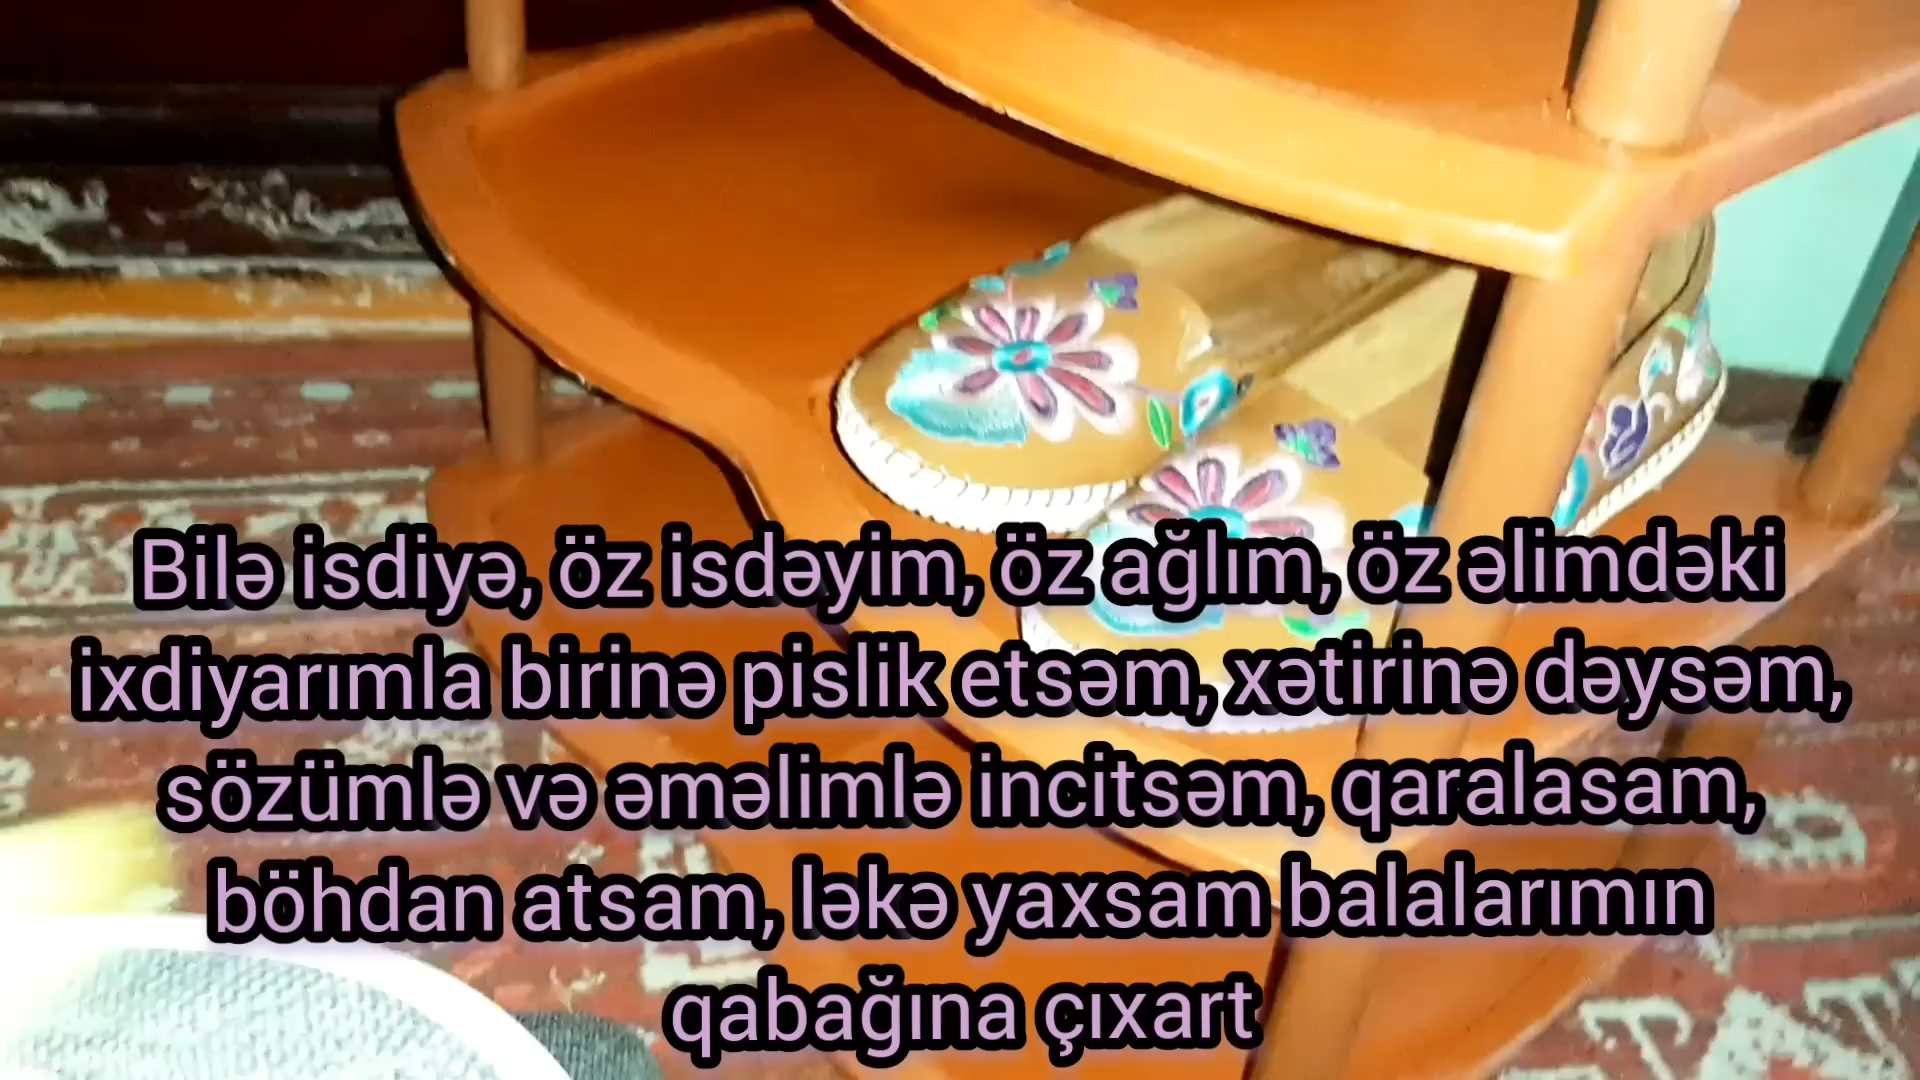 Bilə isdiyə, öz isdəyim, öz ağlım, öz əlimdəki
ixdiyarımla birinə pislik etsəm, xətirinə dəysəm,
sözümlə və əməlimlə incitsəm, qaralasam,
böhdan atsam, ləkə yaxsam balalarımın
qabağına çıxart